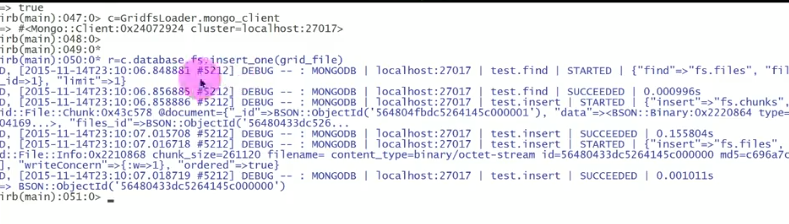 => true
irb(main):047:0> c=GridfsLoader.mongo_client
=> #<Mongo::Client:0x24072924 cluster=localhost:27017>
irb(main):048:0>
irb(main):049:0*
irb(main):050:0* r=c.database.fs.insert_one(grid_file)
D, [2015-11-14T23:10:06.848881 #5212] DEBUG -- : MONGODB | localhost:27017 | test.find | STARTED | {"find"=>"fs.files", "fil
_id=>1}, "limit"=>1}
D, [2015-11-14T23:10:06.856885 #5212] DEBUG -- : MONGODB | localhost:27017 | test.find | SUCCEEDED | 0.000996s
D, [2015-11-14T23:10:06.858886 #5212] DEBUG -- : MONGODB | localhost:27017 | test.insert | STARTED | {"insert"=>"fs.chunks",
id::File::Chunk:0x43c578 @document={"_id"=>BSON::ObjectId('564804fbdc5264145c000001'), "data"=><BSON::Binary:0x2220864 type=
04169...>, "files_id"=>BSON::ObjectId('56480433dc526...
D, [2015-11-14T23:10:07.015708 #5212] DEBUG -- : MONGODB | localhost:27017 | test.insert | SUCCEEDED | 0.155804s
D, [2015-11-14T23:10:07.016718 #5212] DEBUG -- : MONGODB | localhost:27017 | test.insert | STARTED | {"insert"=>"fs.files",
d::File::Info:0x2210868 chunk_size=261120 filename= content_type=binary/octet-stream id=56480433dc5264145c000000 md5=c696a7c
], "writeConcern"=>{:w=>1}, "ordered"=>true}
D, [2015-11-14T23:10:07.018719 #5212] DEBUG -- : MONGODB | localhost:27017 | test.insert | SUCCEEDED | 0.001011s
=> BSON::ObjectId('56480433dc5264145c000000')
irb(main):051:0>